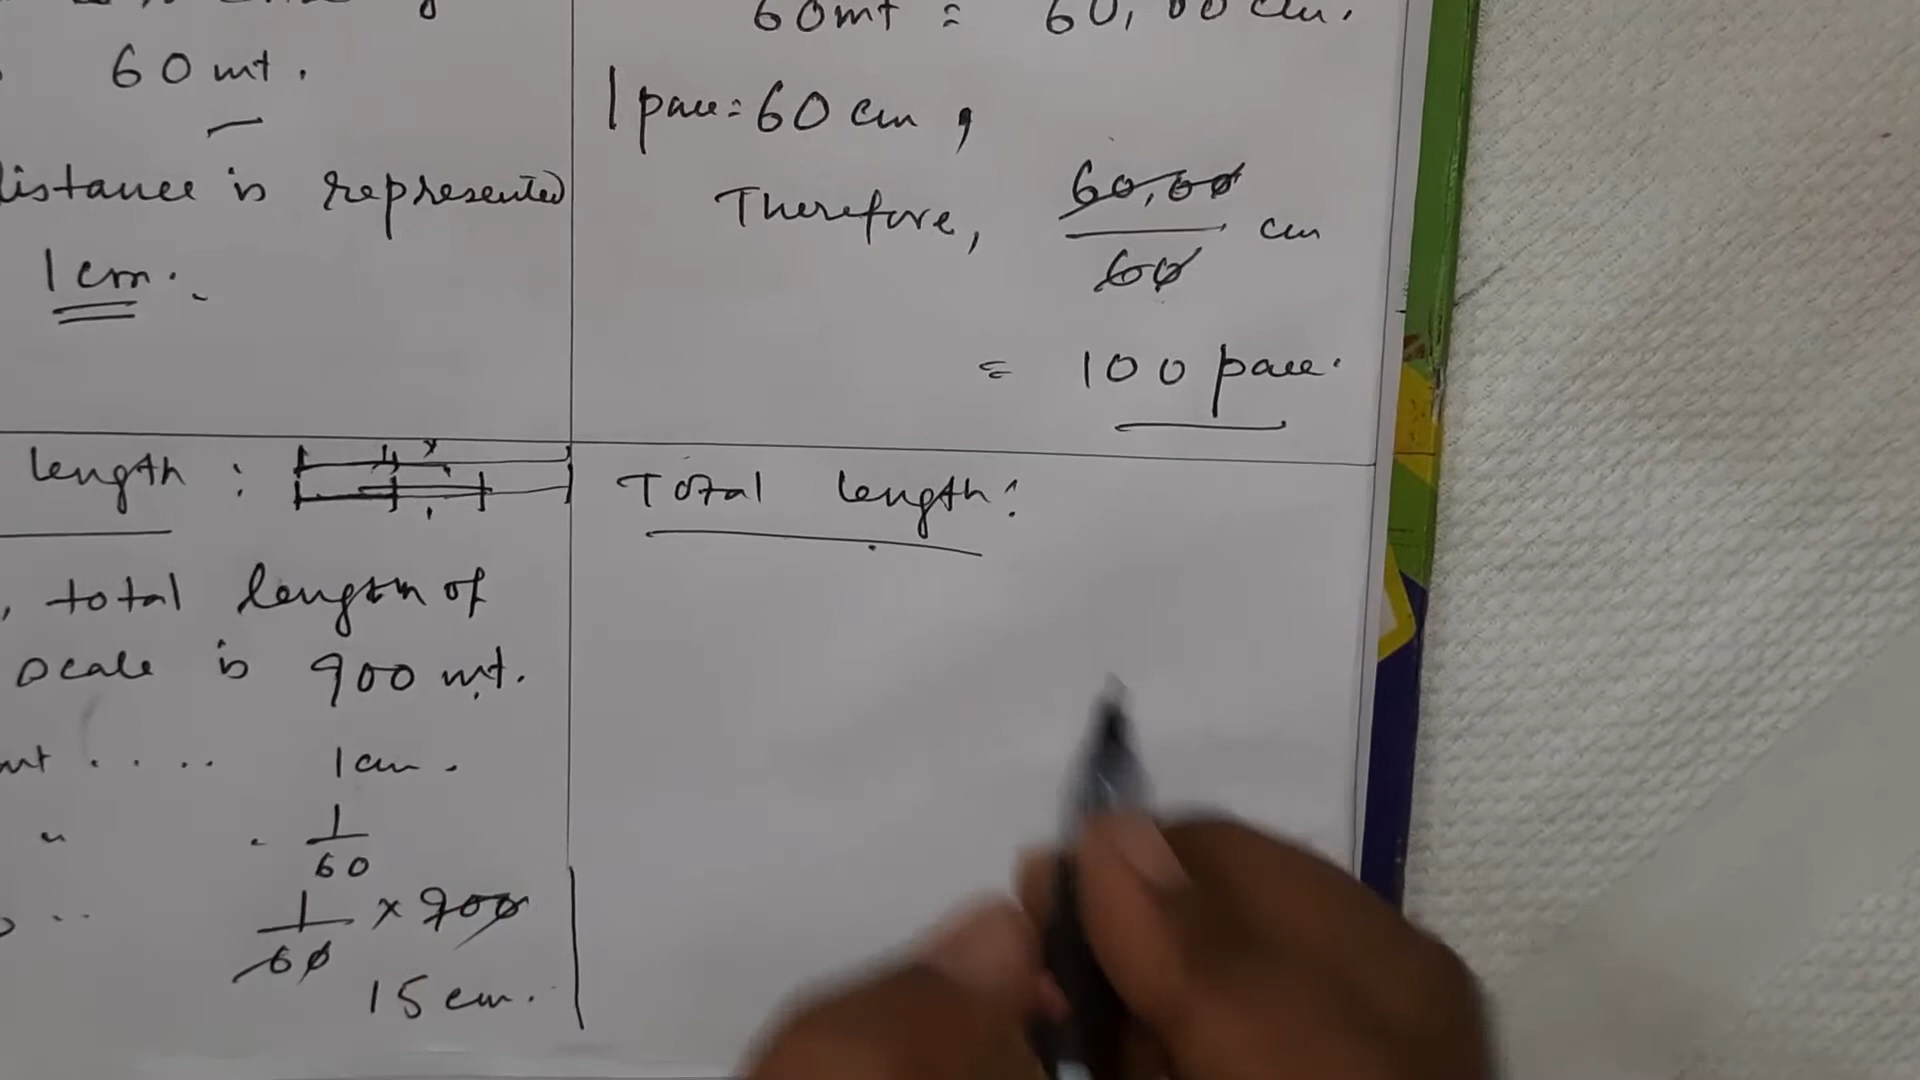 60 mt.
distance is represented
1 cm.
length :
, total length of
scale is 900 mt.
mt .... 1 cm.
" . 1/60
.. 1/60 × 900
15 cm.
60mt = 60,00 cm.
1 pace = 60 cm,
Therefore, 60,00/60 cm
= 100 pace.
Total length: